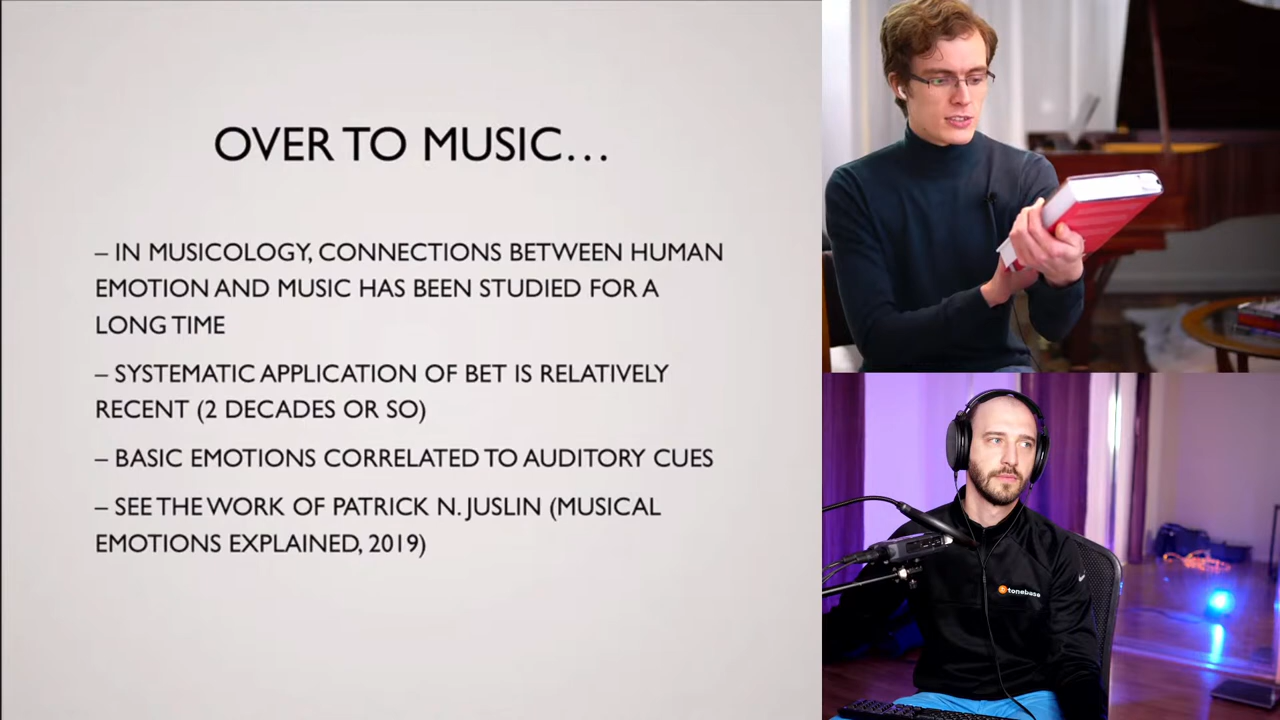 OVER TO MUSIC…
– IN MUSICOLOGY, CONNECTIONS BETWEEN HUMAN
EMOTION AND MUSIC HAS BEEN STUDIED FOR A
LONG TIME
– SYSTEMATIC APPLICATION OF BET IS RELATIVELY
RECENT (2 DECADES OR SO)
– BASIC EMOTIONS CORRELATED TO AUDITORY CUES
– SEE THE WORK OF PATRICK N. JUSLIN (MUSICAL
EMOTIONS EXPLAINED, 2019)
tonebase